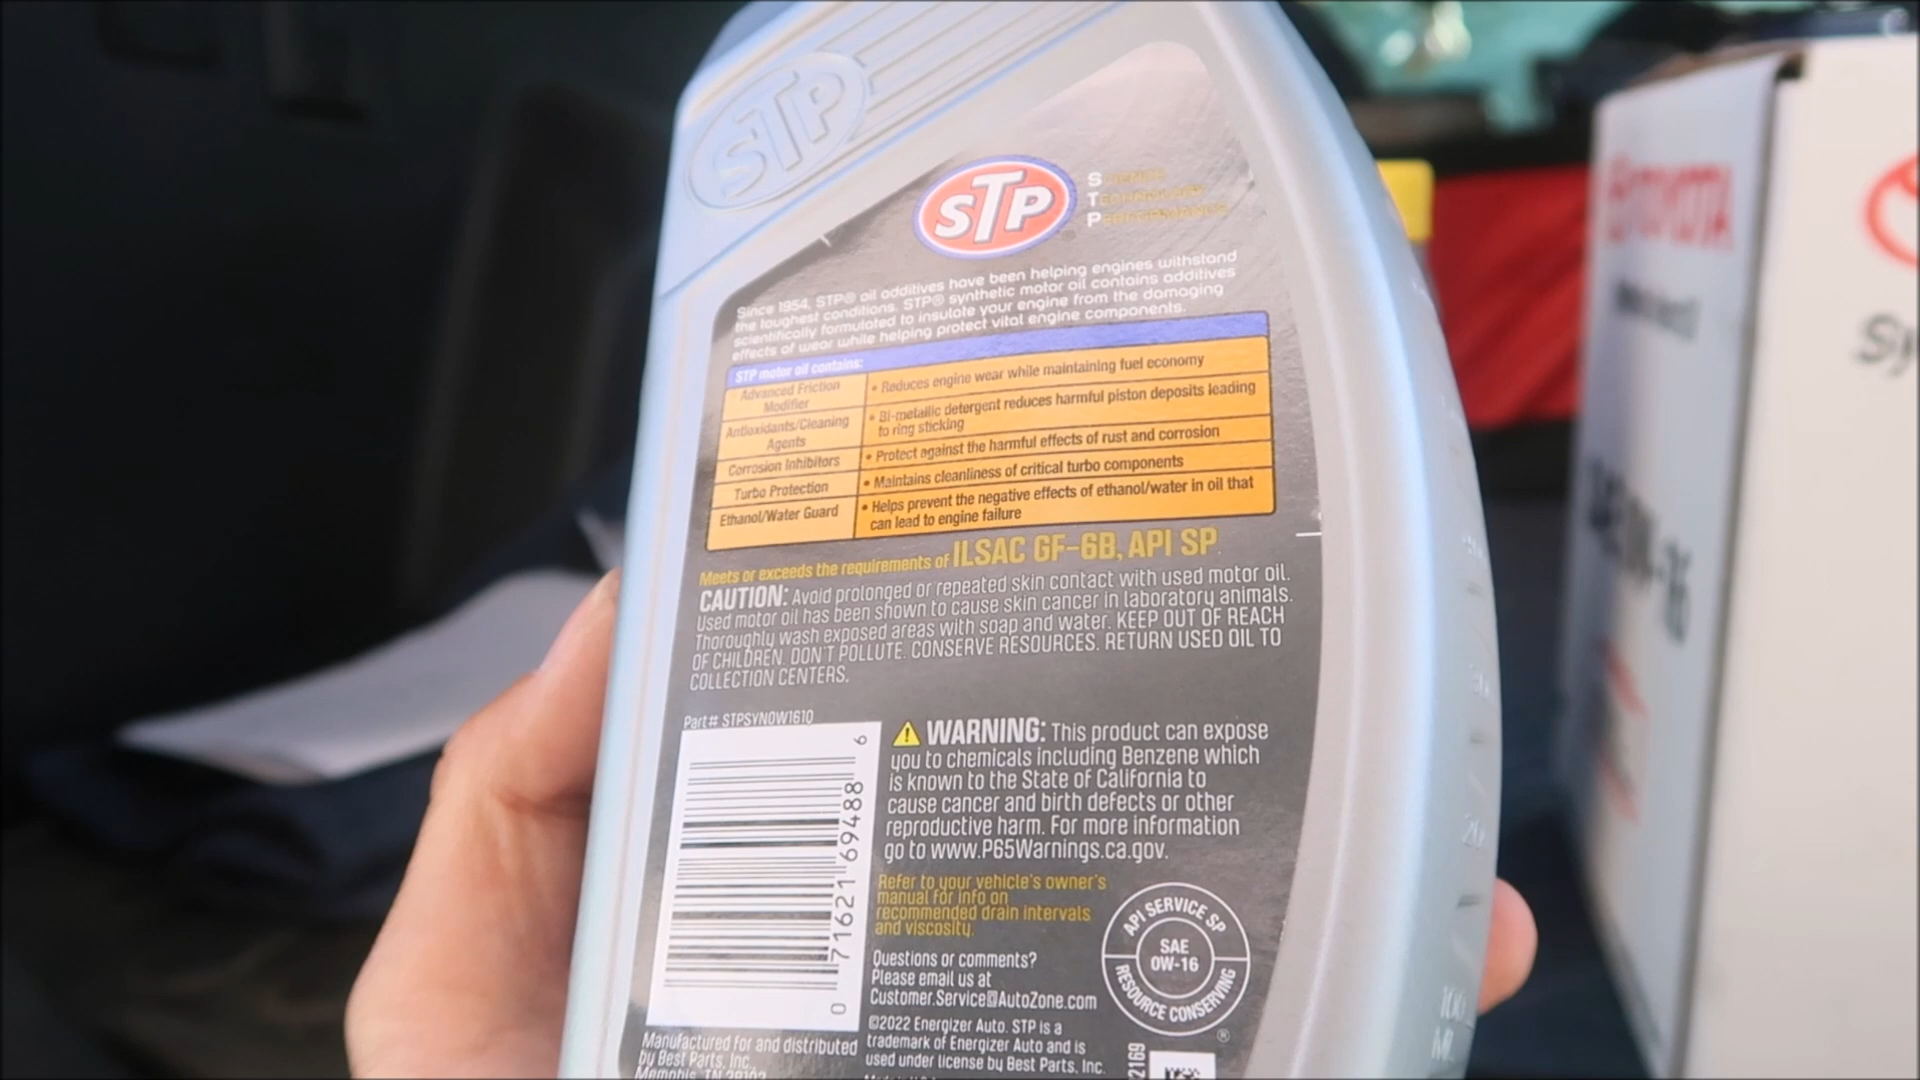 STP
STP
SCIENCE
TECHNOLOGY
PERFORMANCE
Since 1954, STP® oil additives have been helping engines withstand
the toughest conditions. STP® synthetic motor oil contains additives
scientifically formulated to insulate your engine from the damaging
effects of wear while helping protect vital engine components.
STP motor oil contains:
Advanced Friction
Modifier
• Reduces engine wear while maintaining fuel economy
Antioxidants/Cleaning
Agents
• Bi-metallic detergent reduces harmful piston deposits leading
to ring sticking
Corrosion Inhibitors
• Protect against the harmful effects of rust and corrosion
Turbo Protection
• Maintains cleanliness of critical turbo components
Ethanol/Water Guard
• Helps prevent the negative effects of ethanol/water in oil that
can lead to engine failure
Meets or exceeds the requirements of ILSAC GF-6B, API SP.
CAUTION: Avoid prolonged or repeated skin contact with used motor oil.
Used motor oil has been shown to cause skin cancer in laboratory animals.
Thoroughly wash exposed areas with soap and water. KEEP OUT OF REACH
OF CHILDREN. DON'T POLLUTE. CONSERVE RESOURCES. RETURN USED OIL TO
COLLECTION CENTERS.
Part# STPSYN0W1610
0 71621 69488 6
⚠ WARNING: This product can expose
you to chemicals including Benzene which
is known to the State of California to
cause cancer and birth defects or other
reproductive harm. For more information
go to www.P65Warnings.ca.gov.
Refer to your vehicle's owner's
manual for info on
recommended drain intervals
and viscosity.
Questions or comments?
Please email us at
Customer.Service@AutoZone.com
©2022 Energizer Auto. STP is a
trademark of Energizer Auto and is
used under license by Best Parts, Inc.
API SERVICE SP
SAE
0W-16
RESOURCE CONSERVING
®
Manufactured for and distributed
by Best Parts, Inc.
Memphis, TN 38103
2169
100
ML
TOYOTA
Sy